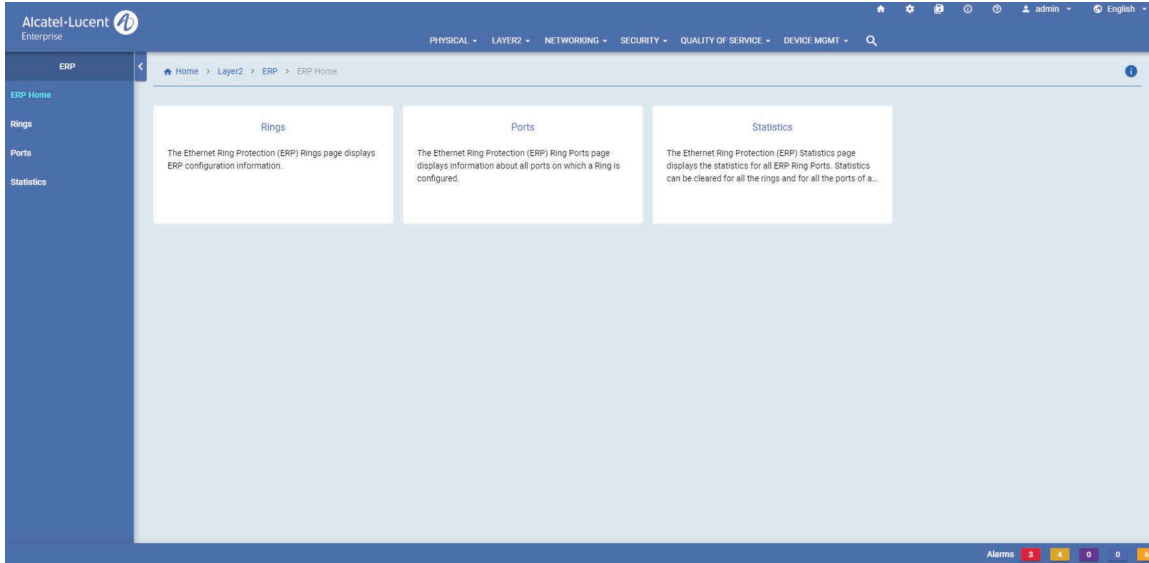 Alcatel·Lucent
Enterprise
admin
English
PHYSICAL
LAYER2
NETWORKING
SECURITY
QUALITY OF SERVICE
DEVICE MGMT
ERP
Home > Layer2 > ERP > ERP Home
ERP Home
Rings
Ports
Statistics
Rings
The Ethernet Ring Protection (ERP) Rings page displays
ERP configuration information.
Ports
The Ethernet Ring Protection (ERP) Ring Ports page
displays information about all ports on which a Ring is
configured.
Statistics
The Ethernet Ring Protection (ERP) Statistics page
displays the statistics for all ERP Ring Ports. Statistics
can be cleared for all the rings and for all the ports of a...
Alarms 3 4 0 0 6